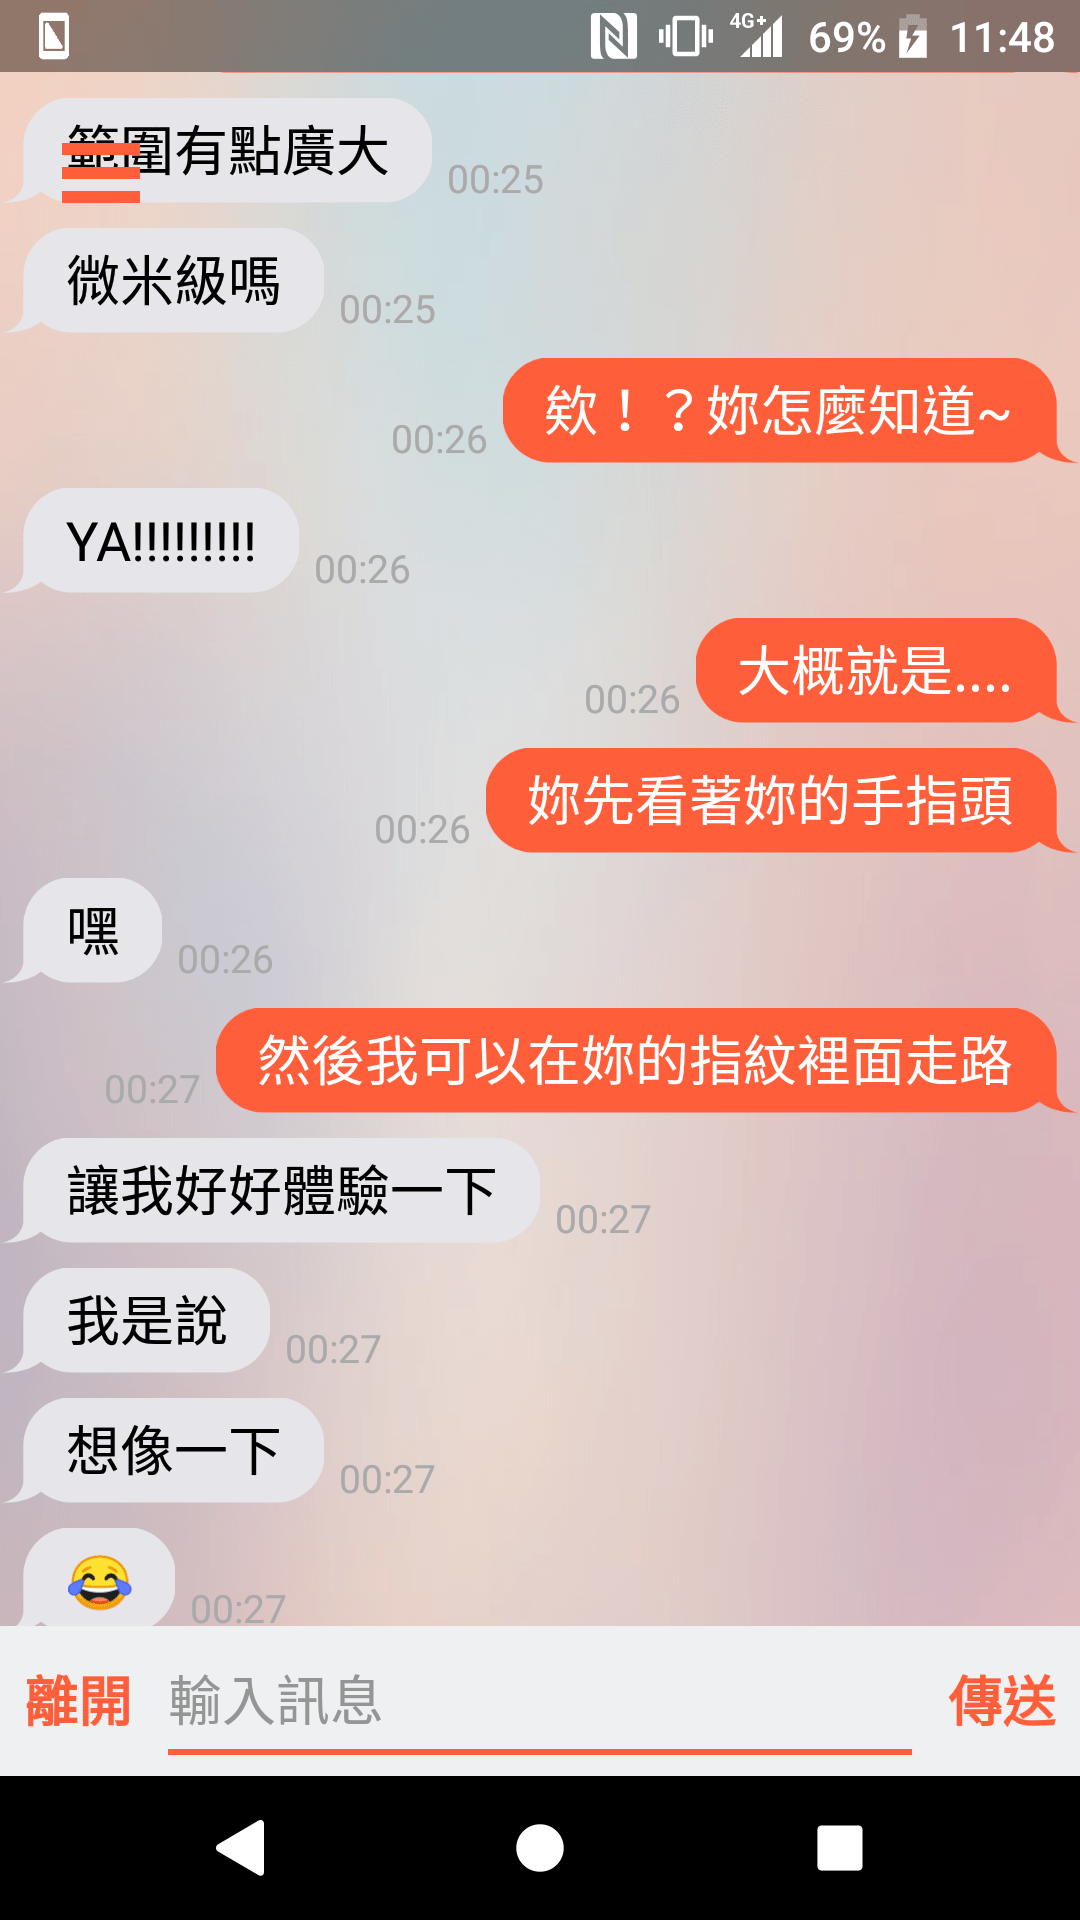 4G+ 69% 11:48
範圍有點廣大
00:25
微米級嗎
00:25
欸！？妳怎麼知道~
00:26
YA!!!!!!!!!
00:26
大概就是....
00:26
妳先看著妳的手指頭
00:26
嘿
00:26
然後我可以在妳的指紋裡面走路
00:27
讓我好好體驗一下
00:27
我是說
00:27
想像一下
00:27
😂
00:27
離開 輸入訊息 傳送